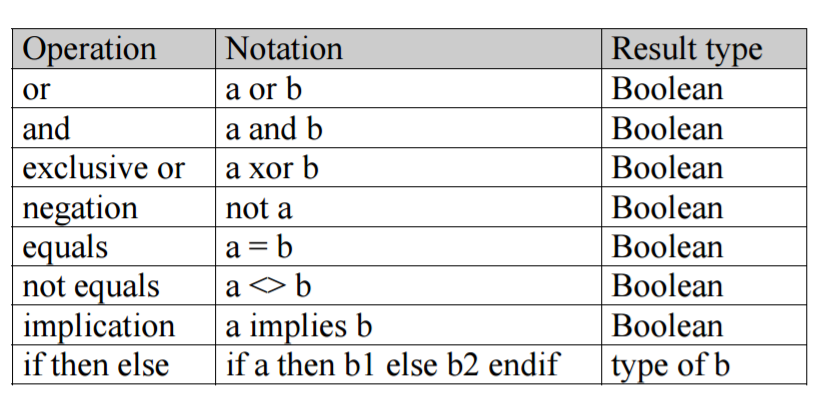 Operation Notation Result type
or a or b Boolean
and a and b Boolean
exclusive or a xor b Boolean
negation not a Boolean
equals a = b Boolean
not equals a <> b Boolean
implication a implies b Boolean
if then else if a then b1 else b2 endif type of b